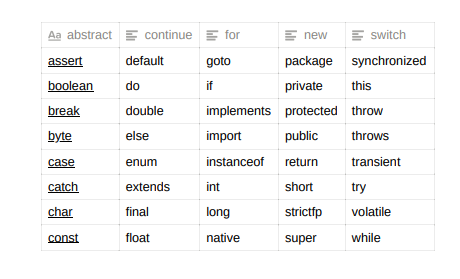 Aa abstract continue for new switch
assert default goto package synchronized
boolean do if private this
break double implements protected throw
byte else import public throws
case enum instanceof return transient
catch extends int short try
char final long strictfp volatile
const float native super while